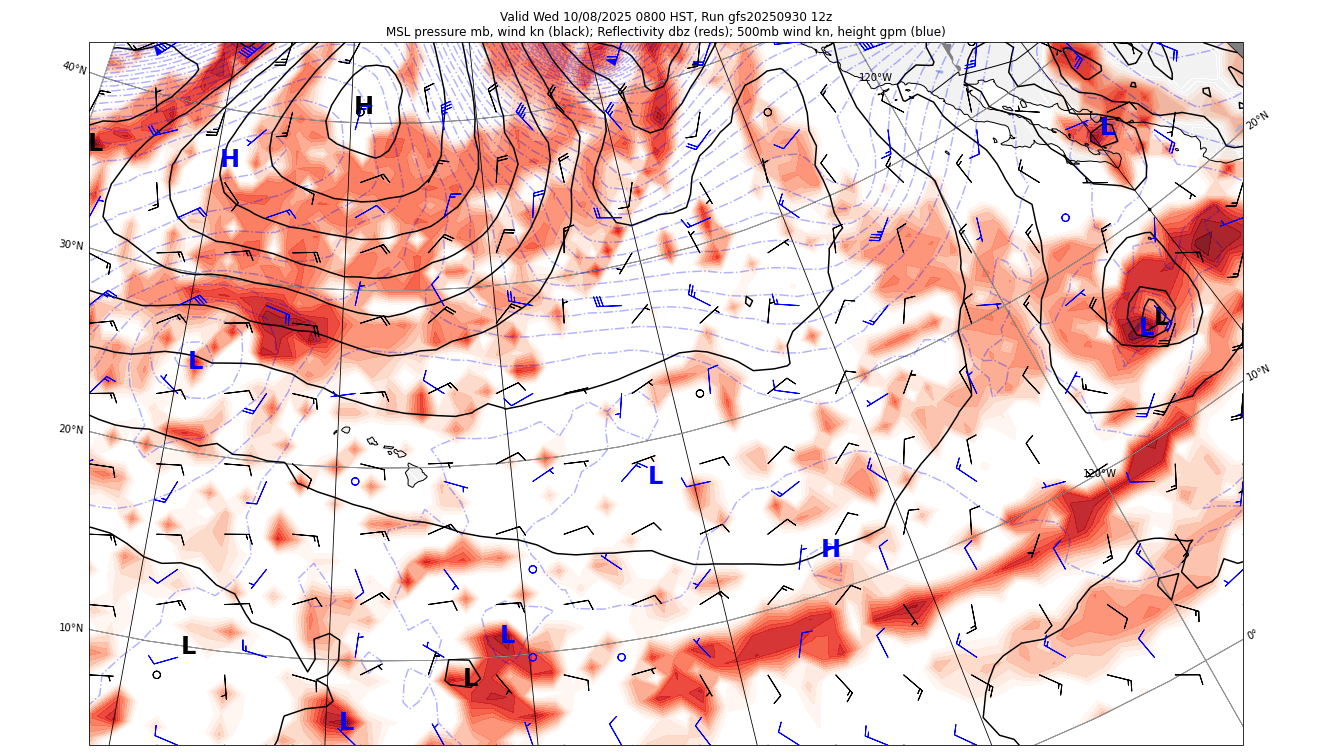 Valid Wed 10/08/2025 0800 HST, Run gfs20250930 12z
MSL pressure mb, wind kn (black); Reflectivity dbz (reds); 500mb wind kn, height gpm (blue)
40°N
120°W
20°N
H
L
L
H
30°N
L
L
L
10°N
20°N
120°W
L
H
10°N
0°
L
L
L
L